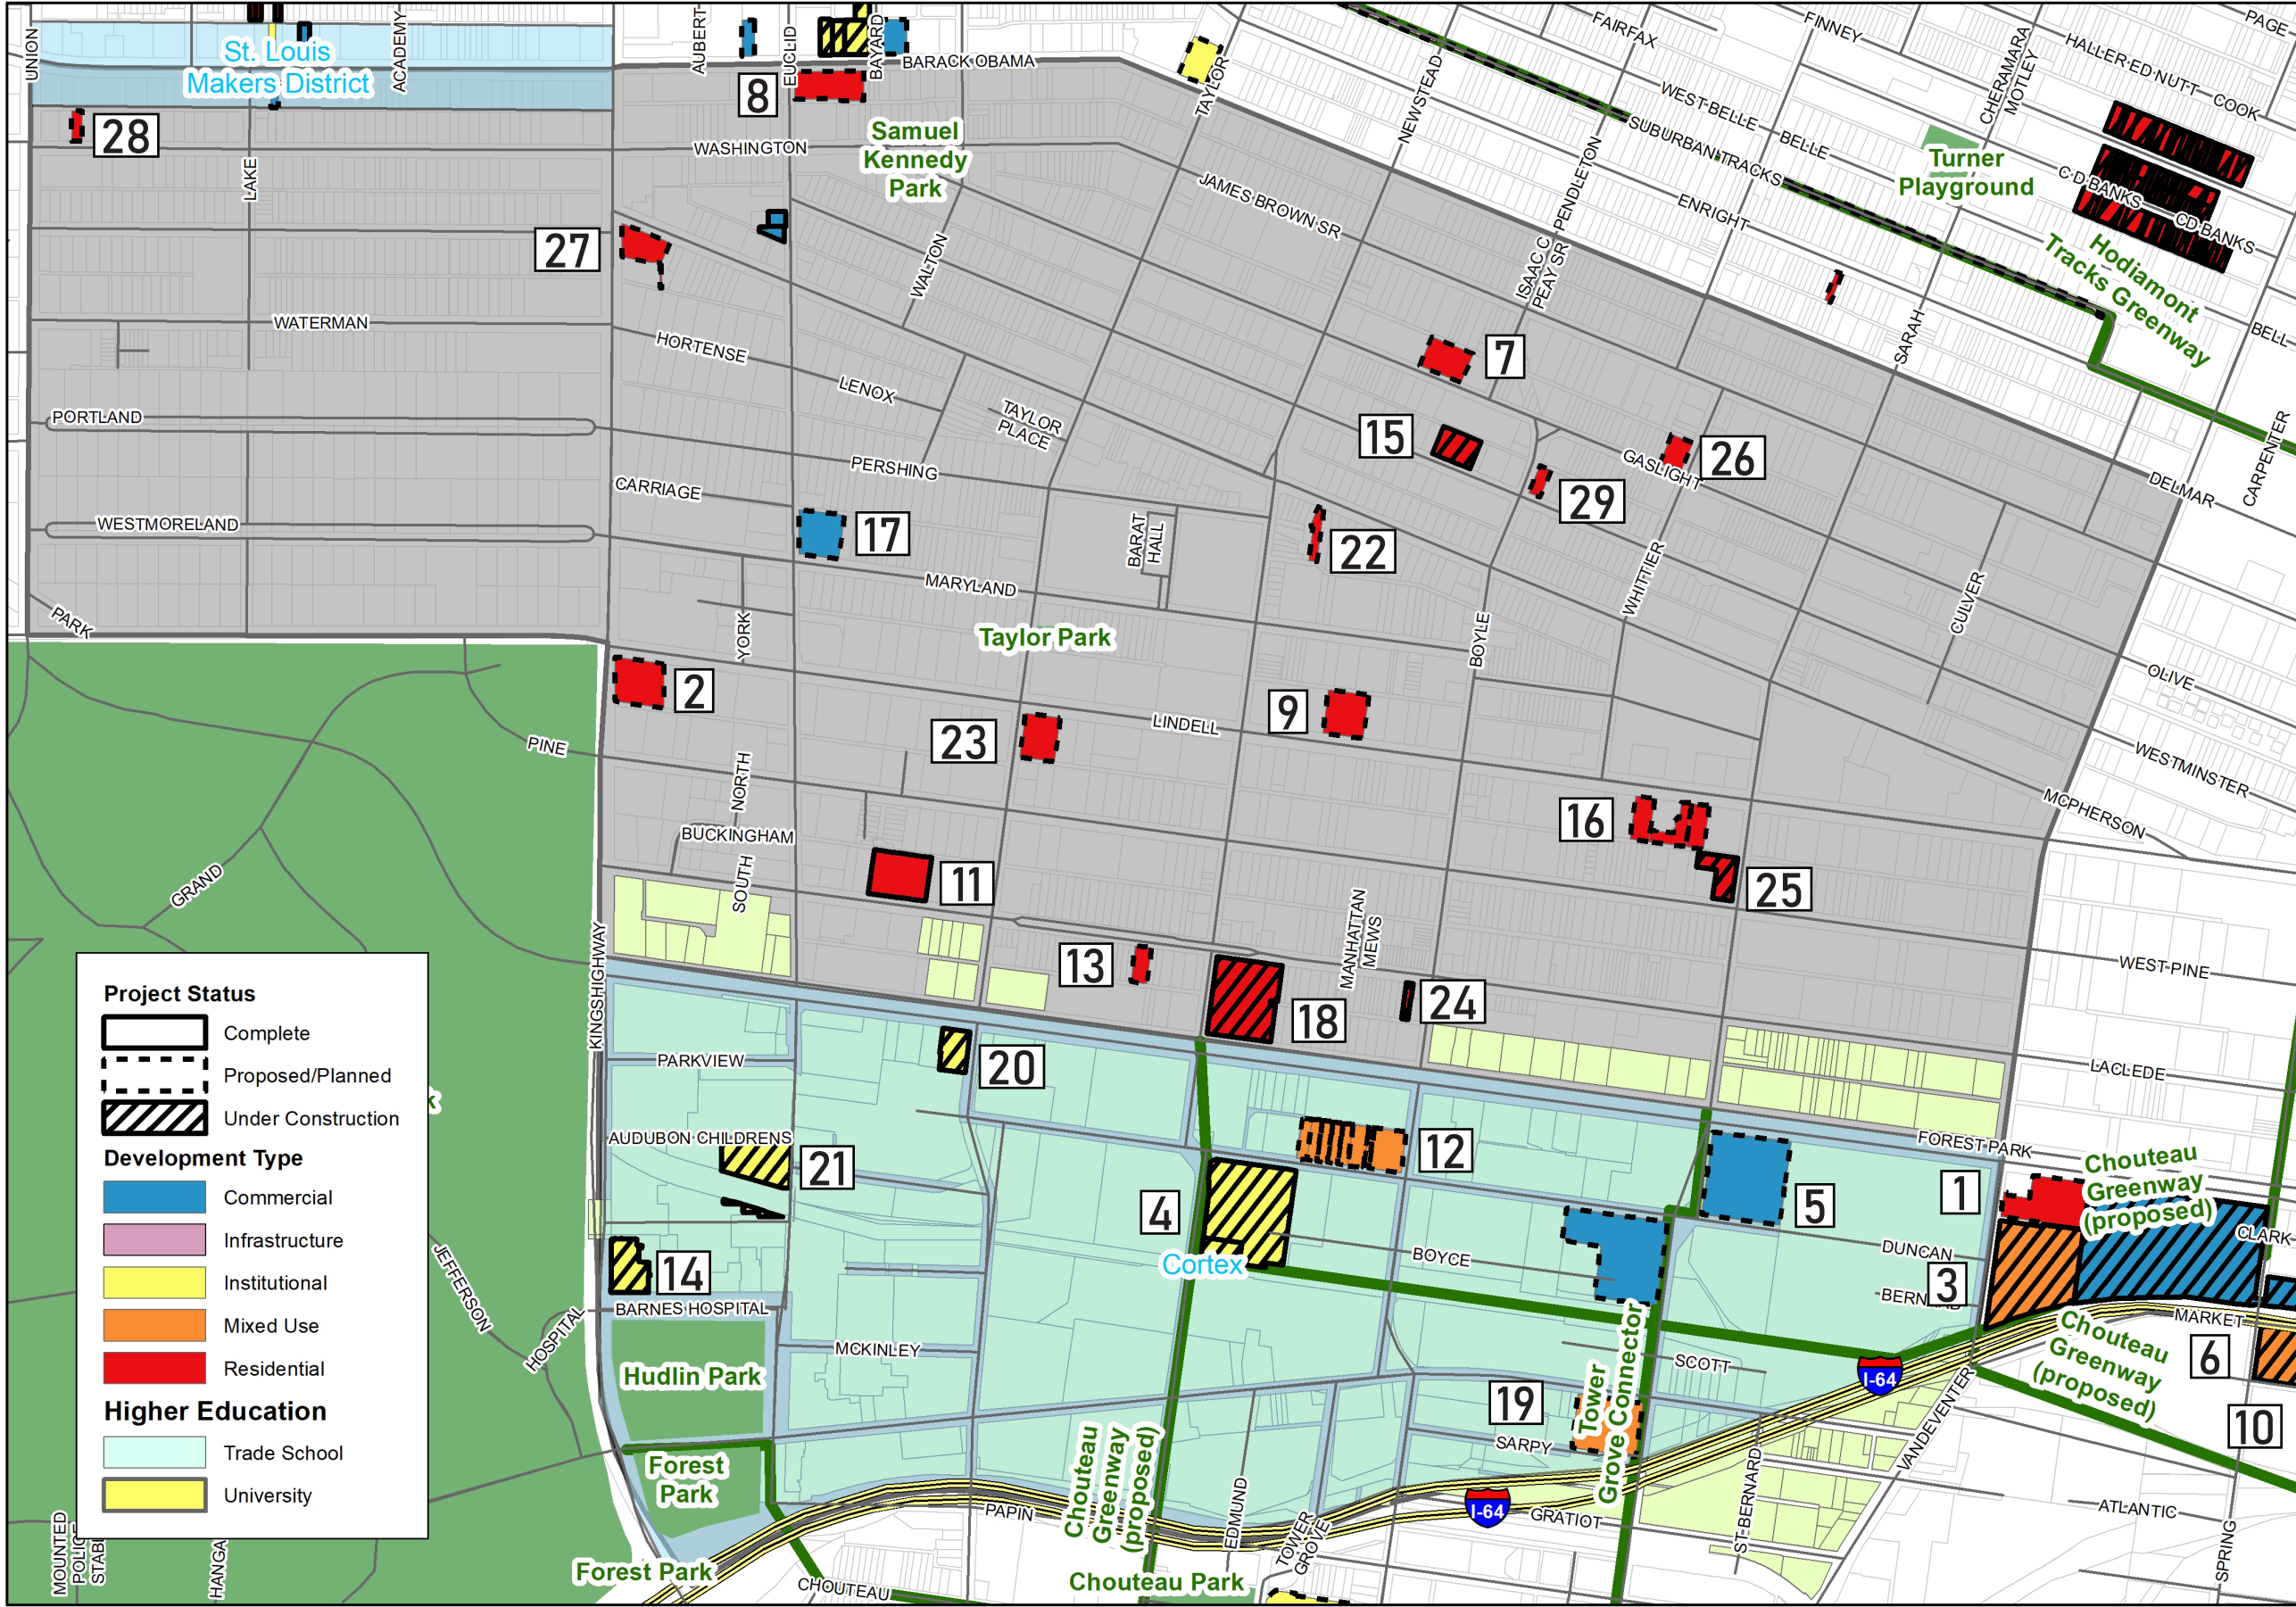 UNION
St. Louis
Makers District
ACADEMY
AUBERT
EUCLID
BAYARD
BARACK OBAMA
TAYLOR
FAIRFAX
FINNEY
PAGE
HALLER ED NUTT
COOK
CHERAMARA
MOTLEY
NEWSTEAD
WEST BELLE
BELLE
SUBURBAN TRACKS
Turner
Playground
C D BANKS
CD BANKS
8
28
Samuel
Kennedy
Park
WASHINGTON
LAKE
JAMES BROWN SR
PENDLETON
ISAAC C
PEAY SR
ENRIGHT
Hodiamont
Tracks Greenway
BELL
27
WALTON
WATERMAN
HORTENSE
LENOX
TAYLOR
PLACE
7
SARAH
PORTLAND
PERSHING
15
26
GASLIGHT
CARPENTER
DELMAR
CARRIAGE
WESTMORELAND
17
BARAT
HALL
22
29
MARYLAND
WHITTIER
CULVER
PARK
YORK
Taylor Park
BOYLE
OLIVE
2
9
LINDELL
23
PINE
NORTH
WESTMINSTER
MCPHERSON
16
BUCKINGHAM
SOUTH
11
25
GRAND
KINGSHIGHWAY
MANHATTAN
MEWS
13
18
24
WEST PINE
Project Status
Complete
Proposed/Planned
Under Construction
Development Type
Commercial
Infrastructure
Institutional
Mixed Use
Residential
Higher Education
Trade School
University
k
PARKVIEW
20
LACLEDE
AUDUBON CHILDRENS
21
12
FOREST PARK
4
5
1
Chouteau
Greenway
(proposed)
CLARK
Cortex
BOYCE
DUNCAN
3
14
BARNES HOSPITAL
JEFFERSON
HOSPITAL
MARKET
MCKINLEY
Hudlin Park
Tower
Grove Connector
SCOTT
I-64
Chouteau
Greenway
(proposed)
6
19
SARPY
10
VANDEVENTER
Forest
Park
Chouteau
Greenway
(proposed)
PAPIN
EDMUND
TOWER
GROVE
I-64
GRATIOT
ST BERNARD
ATLANTIC
SPRING
MOUNTED
HANGA
Forest Park
CHOUTEAU
Chouteau Park